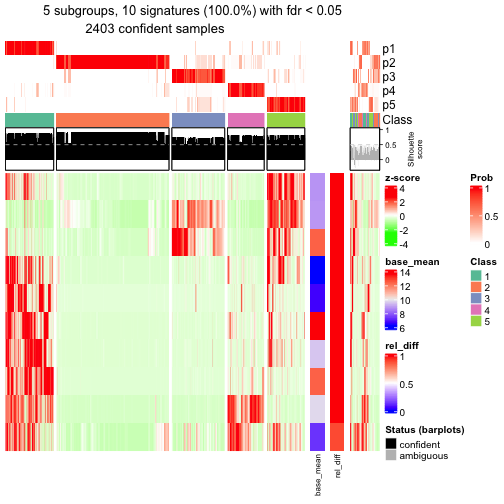 5 subgroups, 10 signatures (100.0%) with fdr < 0.05
2403 confident samples
p1
p2
p3
p4
p5
Class
1
0.5
0
Silhouette
score
z-score
4
2
0
-2
-4
base_mean
14
12
10
8
6
rel_diff
1
0.5
0
Status (barplots)
confident
ambiguous
Prob
1
0.5
0
Class
1
2
3
4
5
base_mean
rel_diff